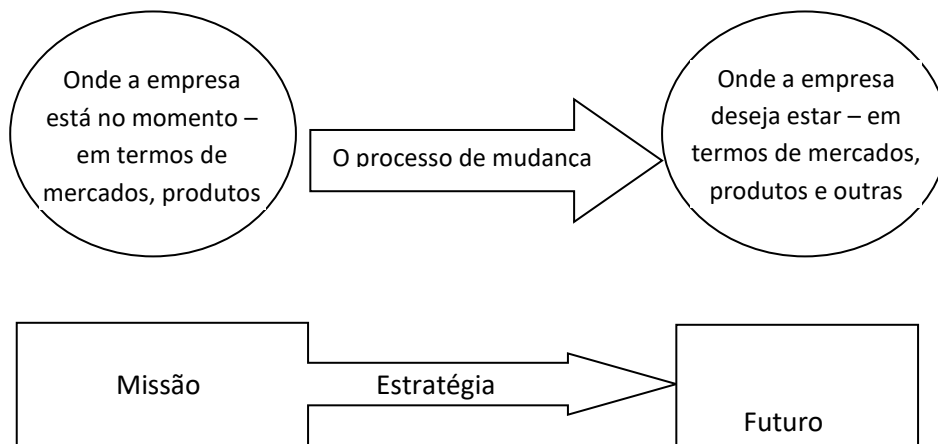 Onde a empresa
está no momento –
em termos de
mercados, produtos
O processo de mudança
Onde a empresa
deseja estar – em
termos de mercados,
produtos e outras
Missão
Estratégia
Futuro